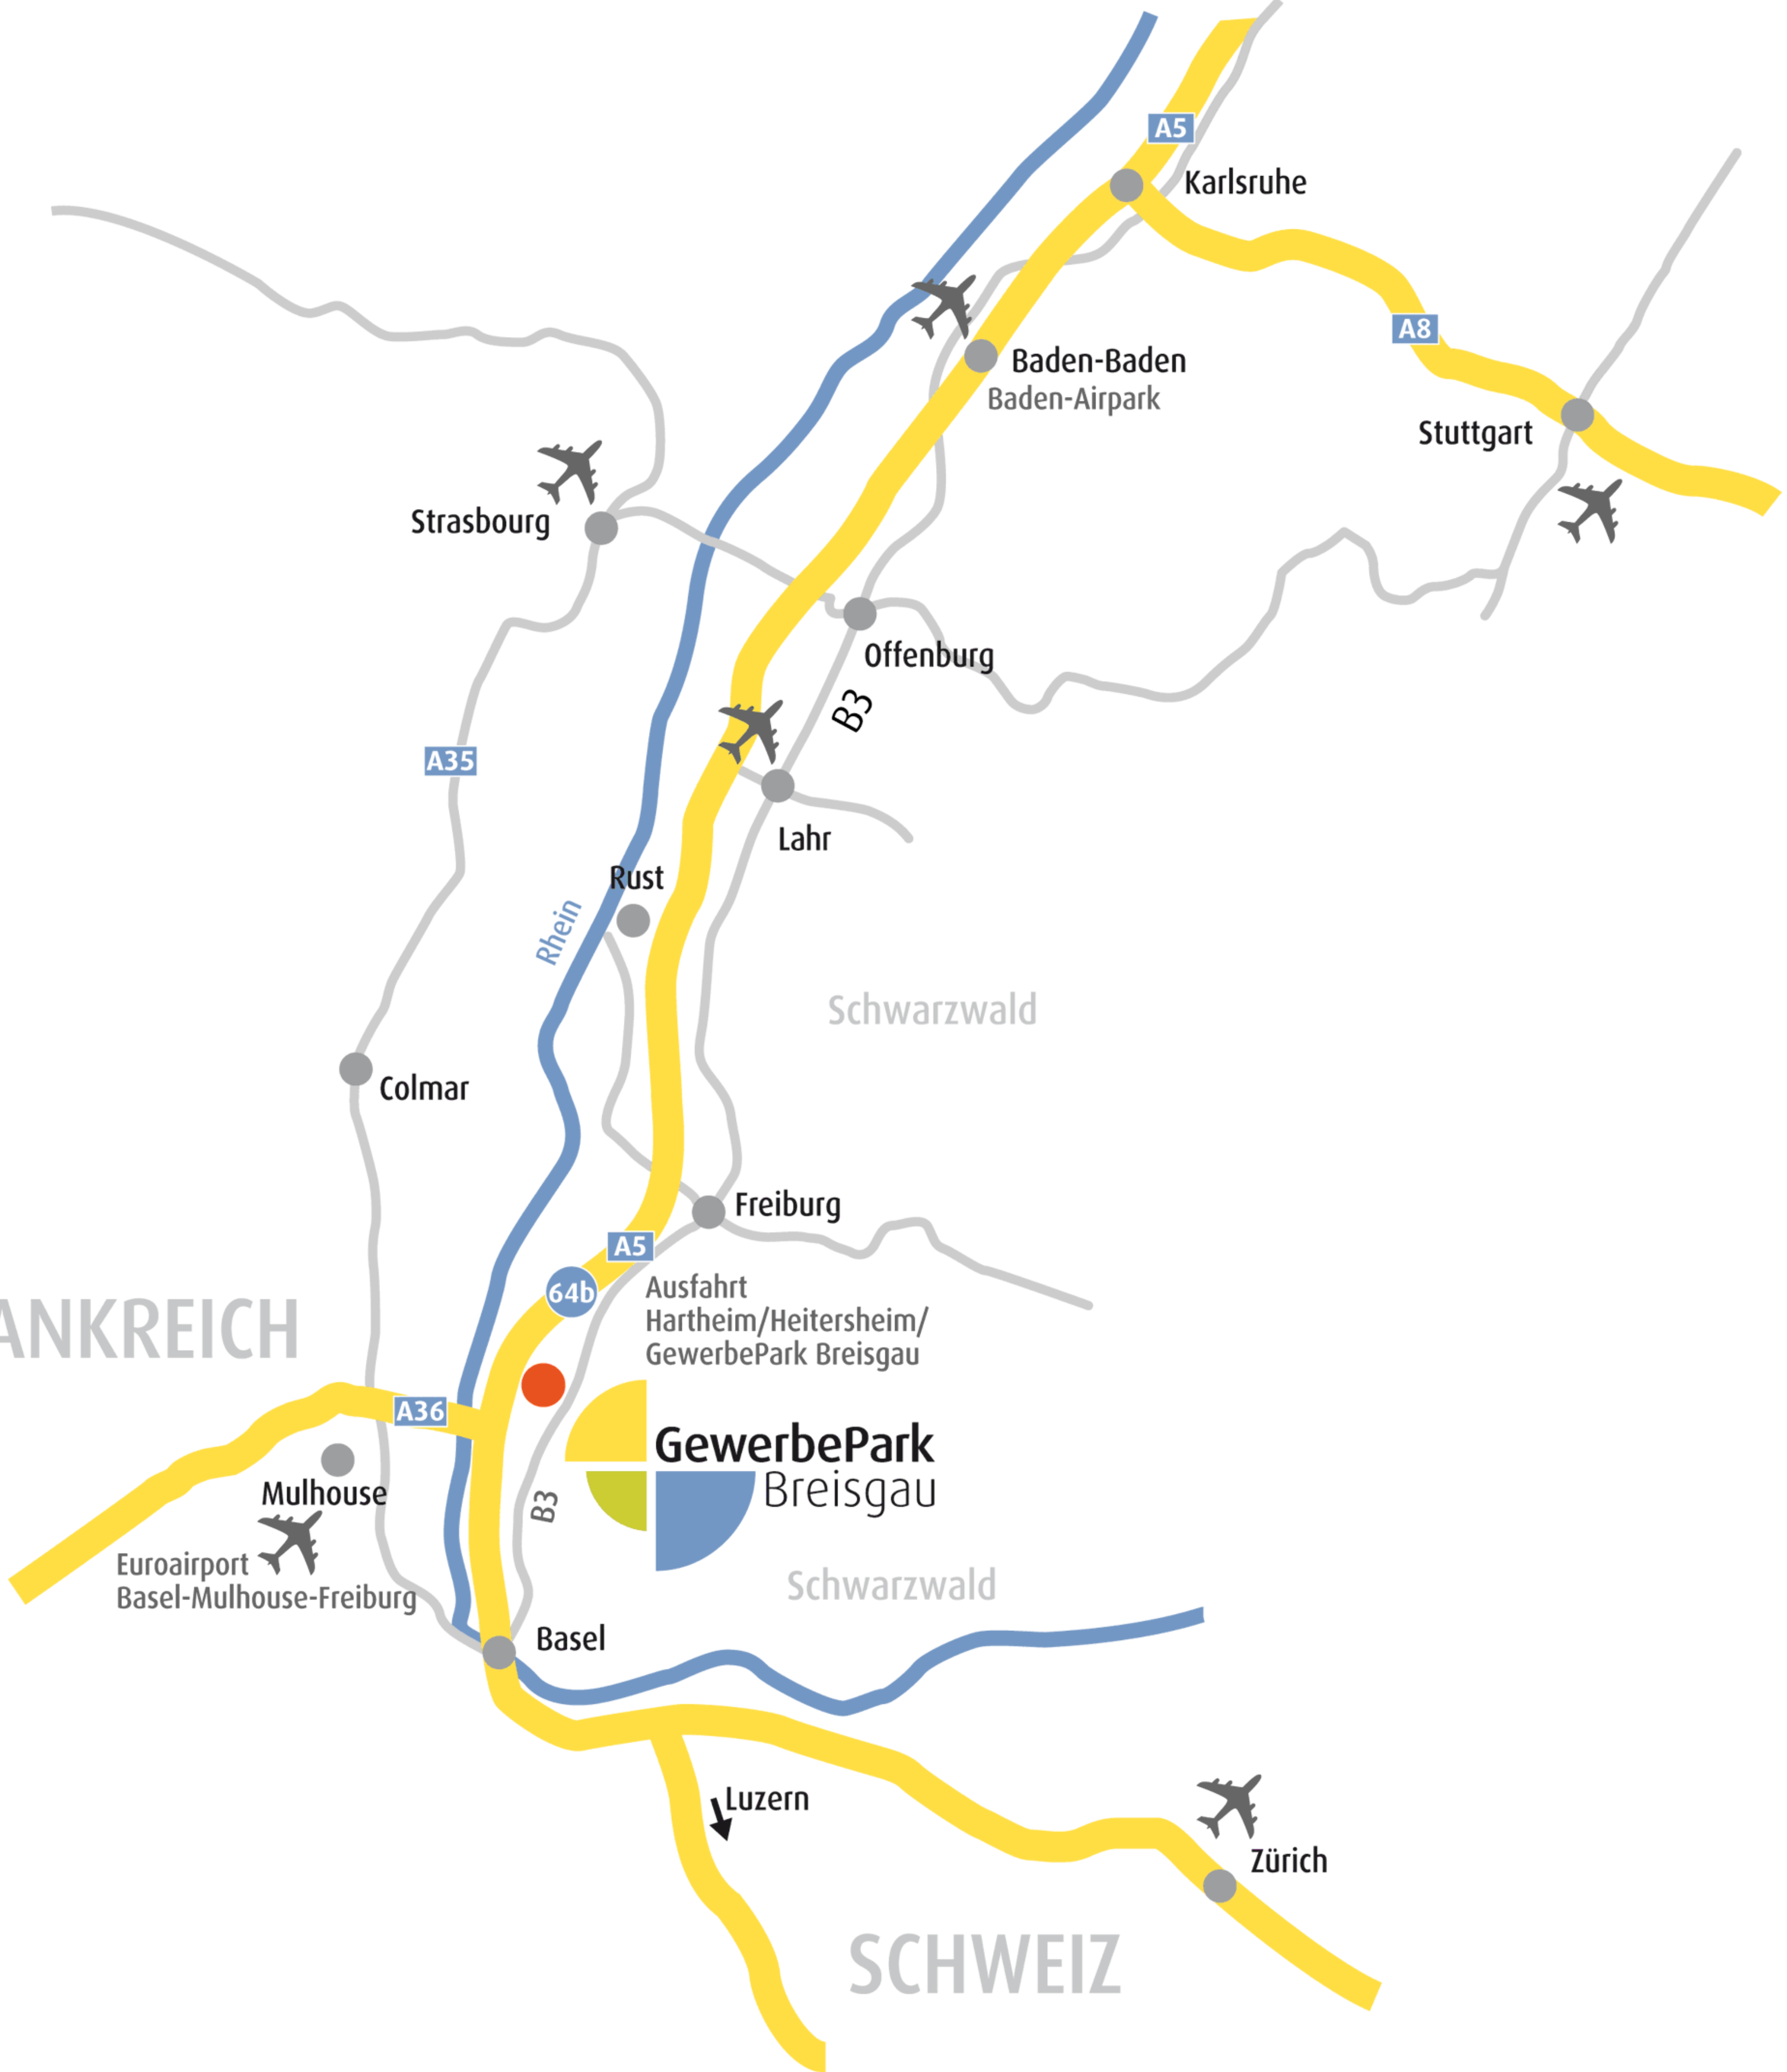 A5
Karlsruhe
A8
Baden-Baden
Baden-Airpark
Stuttgart
Strasbourg
Offenburg
B3
A35
Lahr
Rust
Rhein
Schwarzwald
Colmar
Freiburg
A5
64b
Ausfahrt
Hartheim/Heitersheim/
GewerbePark Breisgau
ANKREICH
A36
GewerbePark
Breisgau
Mulhouse
B3
Euroairport
Basel-Mulhouse-Freiburg
Schwarzwald
Basel
Luzern
Zürich
SCHWEIZ